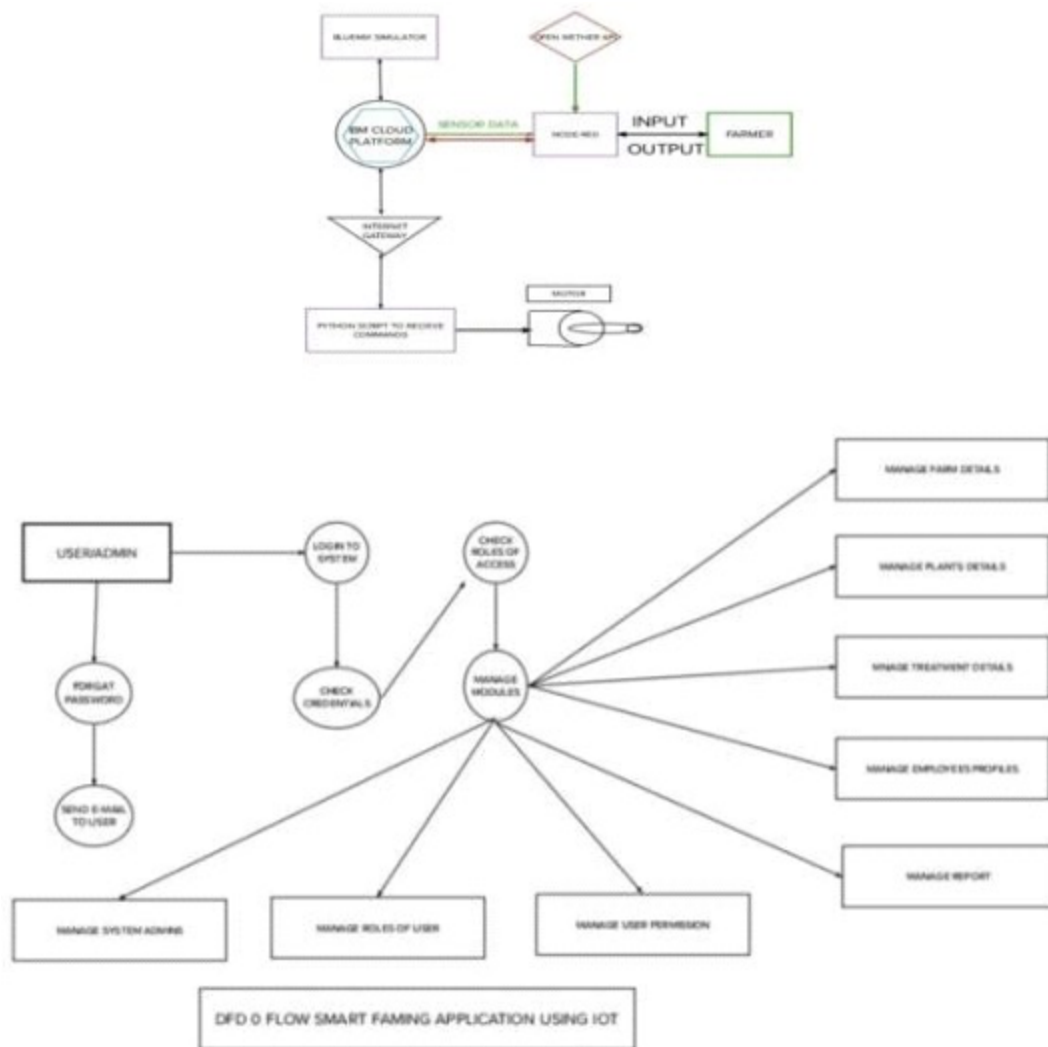 BLUEMIX SIMULATOR
OPEN WETHER API
IBM CLOUD
PLATFORM
SENSOR DATA
NODE-RED
INPUT
OUTPUT
FARMER
INTERNET
GATEWAY
MOTOR
PYTHON SCRIPT TO RECIEVE
COMMANDS
MANAGE FARM DETAILS
USER/ADMIN
LOGIN TO
SYSTEM
CHECK
ROLES OF
ACCESS
MANAGE PLANTS DETAILS
FORGAT
PASSWORD
CHECK
CREDENTIALS
MANAGE
MODULES
MNAGE TREATMENT DETAILS
MANAGE EMPLOYEES PROFILES
SEND E-MAIL
TO USER
MANAGE REPORT
MANAGE SYSTEM ADMINS
MANAGE ROLES OF USER
MANAGE USER PERMISSION
DFD 0 FLOW SMART FAMING APPLICATION USING IOT